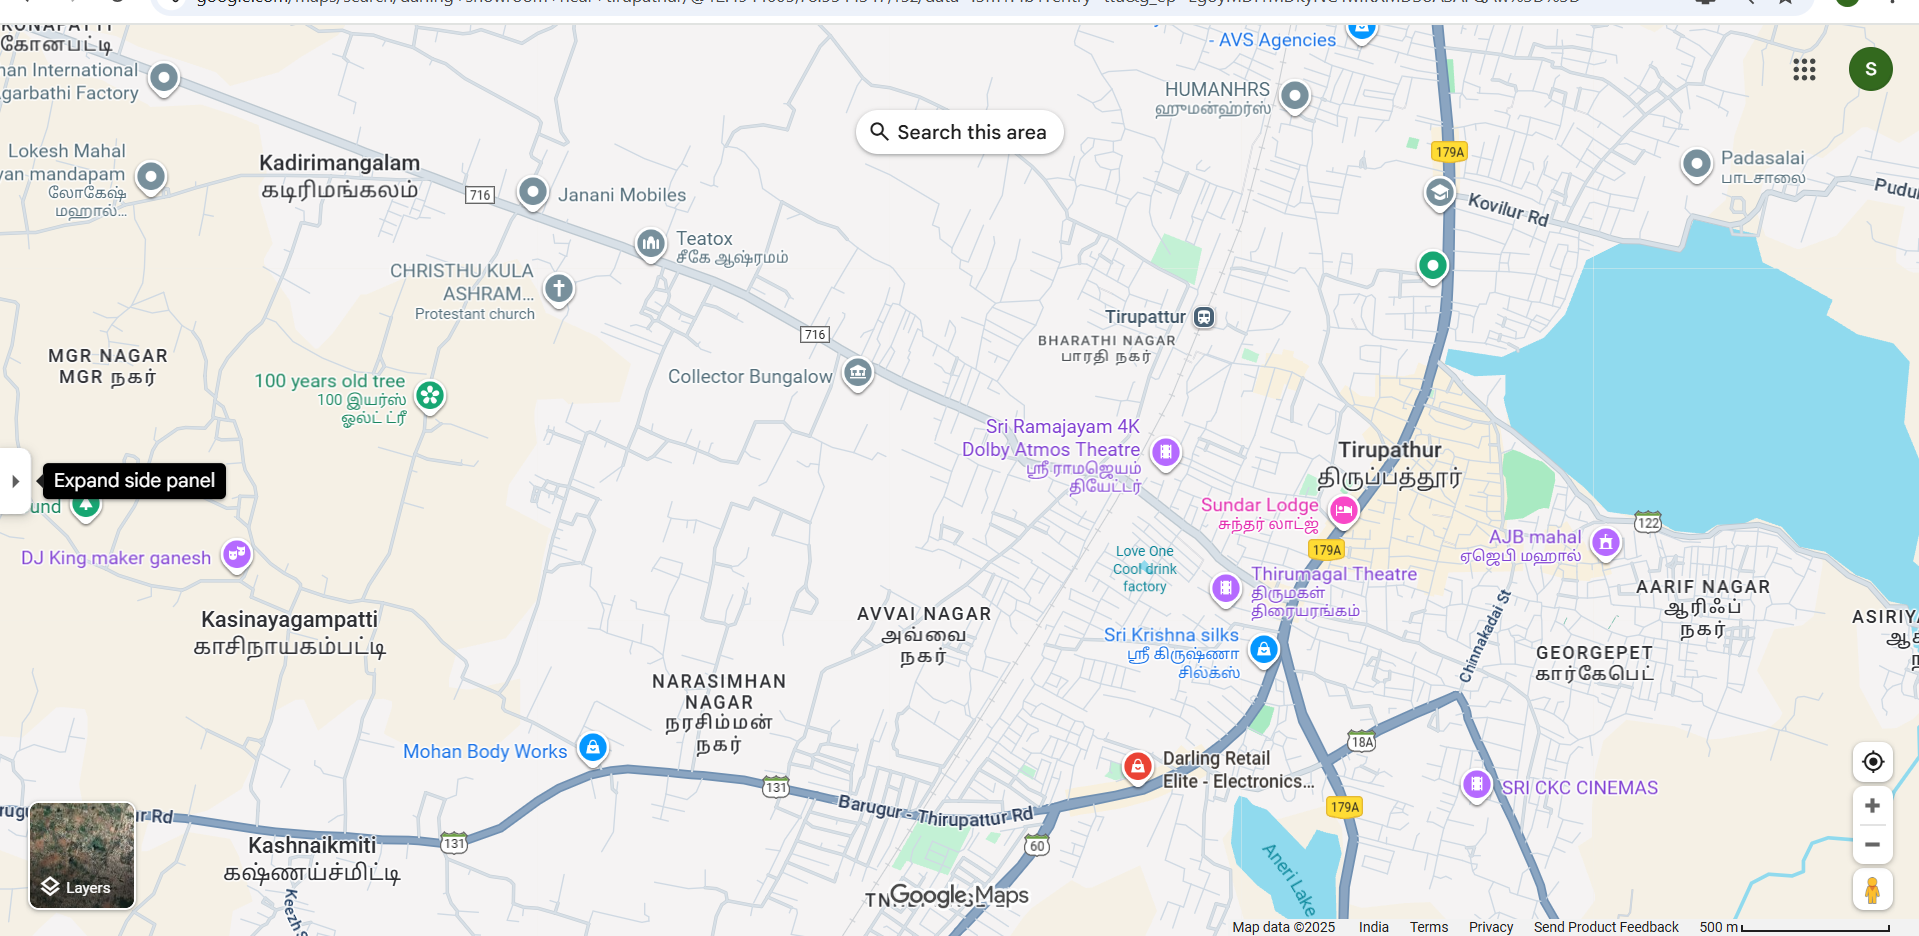 கோனபட்டி
han International
garbathi Factory
Lokesh Mahal
yan mandapam
லோகேஷ்
மஹால்...
Kadirimangalam
கடிரிமங்கலம்
716
Janani Mobiles
Teatox
சீகே ஆஷ்ரமம்
CHRISTHU KULA
ASHRAM...
Protestant church
- AVS Agencies
HUMANHRS
ஹுமன்ஹ்ர்ஸ்
Search this area
S
179A
Padasalai
பாடசாலை
Kovilur Rd
Pudu
716
Tirupattur
BHARATHI NAGAR
பாரதி நகர்
MGR NAGAR
MGR நகர்
100 years old tree
100 இயர்ஸ்
ஓல்ட் ட்ரீ
Collector Bungalow
Sri Ramajayam 4K
Dolby Atmos Theatre
ஸ்ரீ ராமஜெயம்
தியேட்டர்
Tirupathur
திருப்பத்தூர்
Expand side panel
und
Sundar Lodge
சுந்தர் லாட்ஜ்
179A
122
AJB mahal
ஏஜெபி மஹால்
DJ King maker ganesh
Love One
Cool drink
factory
Thirumagal Theatre
திருமகள்
திரையரங்கம்
AARIF NAGAR
ஆரிஃப்
நகர்
ASIRIY
Kasinayagampatti
காசிநாயகம்பட்டி
AVVAI NAGAR
அவ்வை
நகர்
Sri Krishna silks
ஸ்ரீ கிருஷ்ணா
சில்க்ஸ்
Chinnakadai St
GEORGEPET
கார்கேபெட்
NARASIMHAN
NAGAR
நரசிம்மன்
நகர்
Mohan Body Works
18A
Darling Retail
Elite - Electronics...
SRI CKC CINEMAS
131
Barugur - Thirupattur Rd
179A
rug
ur Rd
131
60
Kashnaikmiti
கஷ்ணய்ச்மிட்டி
Aneri Lake
Layers
Google Maps
Map data ©2025
India
Terms
Privacy
Send Product Feedback
500 m